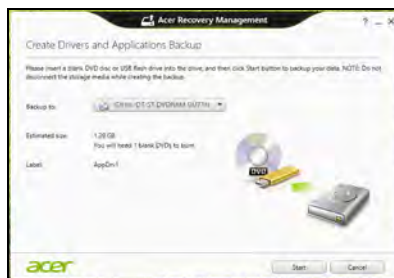 Acer Recovery Management
Create Drivers and Applications Backup
Please insert a blank DVD disc or USB flash drive into the drive, and then click Start button to backup your data. NOTE: Do not
disconnect the storage media while creating the backup.
Backup to:
Estimated size:
1.28 GB
You will need 1 blank DVDs to burn.
Label:
AppDrv1
DVD
acer
Start
Cancel